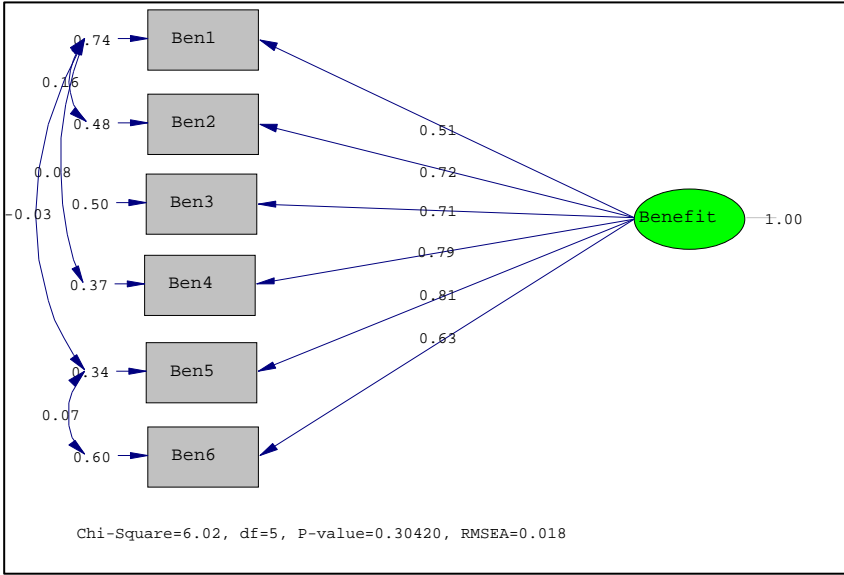 0.74 Ben1
0.16
0.51
0.48 Ben2
0.08
0.72
0.50 Ben3
-0.03
0.71
Benefit 1.00
0.79
0.37 Ben4
0.81
0.63
0.34 Ben5
0.07
0.60 Ben6
Chi-Square=6.02, df=5, P-value=0.30420, RMSEA=0.018